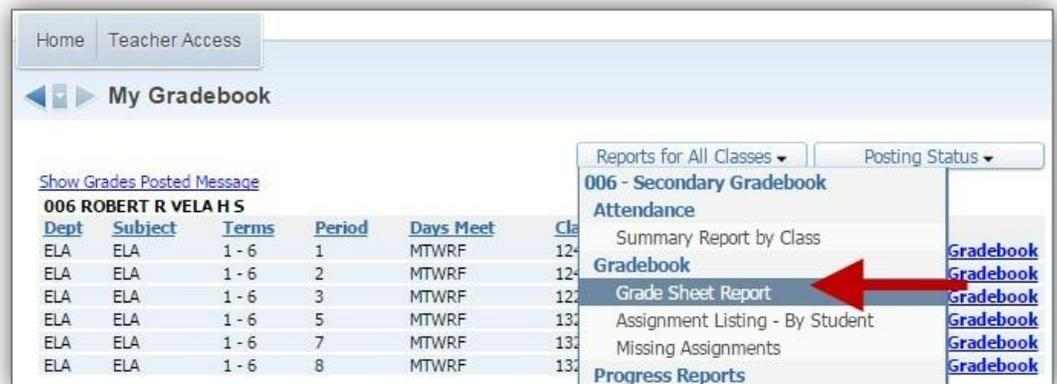 Home Teacher Access
My Gradebook
Reports for All Classes Posting Status
Show Grades Posted Message
006 ROBERT R VELA H S
Dept Subject Terms Period Days Meet
ELA ELA 1 - 6 1 MTWRF Gradebook
ELA ELA 1 - 6 2 MTWRF Gradebook
ELA ELA 1 - 6 3 MTWRF Gradebook
ELA ELA 1 - 6 5 MTWRF Gradebook
ELA ELA 1 - 6 7 MTWRF Gradebook
ELA ELA 1 - 6 8 MTWRF Gradebook
006 - Secondary Gradebook
Attendance
Summary Report by Class
Gradebook
Grade Sheet Report
Assignment Listing - By Student
Missing Assignments
Progress Reports